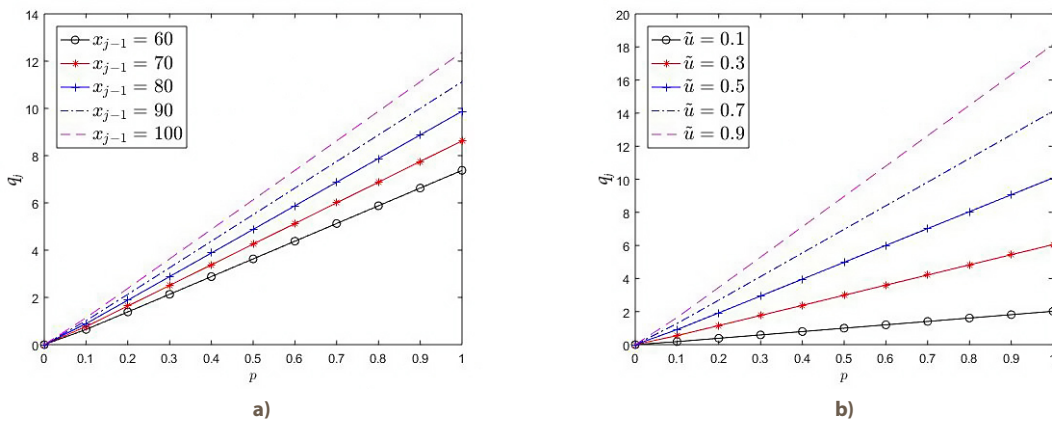 14
12
10
8
6
4
2
0
q_j
x_{j-1} = 60
x_{j-1} = 70
x_{j-1} = 80
x_{j-1} = 90
x_{j-1} = 100
0 0.1 0.2 0.3 0.4 0.5 0.6 0.7 0.8 0.9 1
p
a)
20
18
16
14
12
10
8
6
4
2
0
q_j
ũ = 0.1
ũ = 0.3
ũ = 0.5
ũ = 0.7
ũ = 0.9
0 0.1 0.2 0.3 0.4 0.5 0.6 0.7 0.8 0.9 1
p
b)